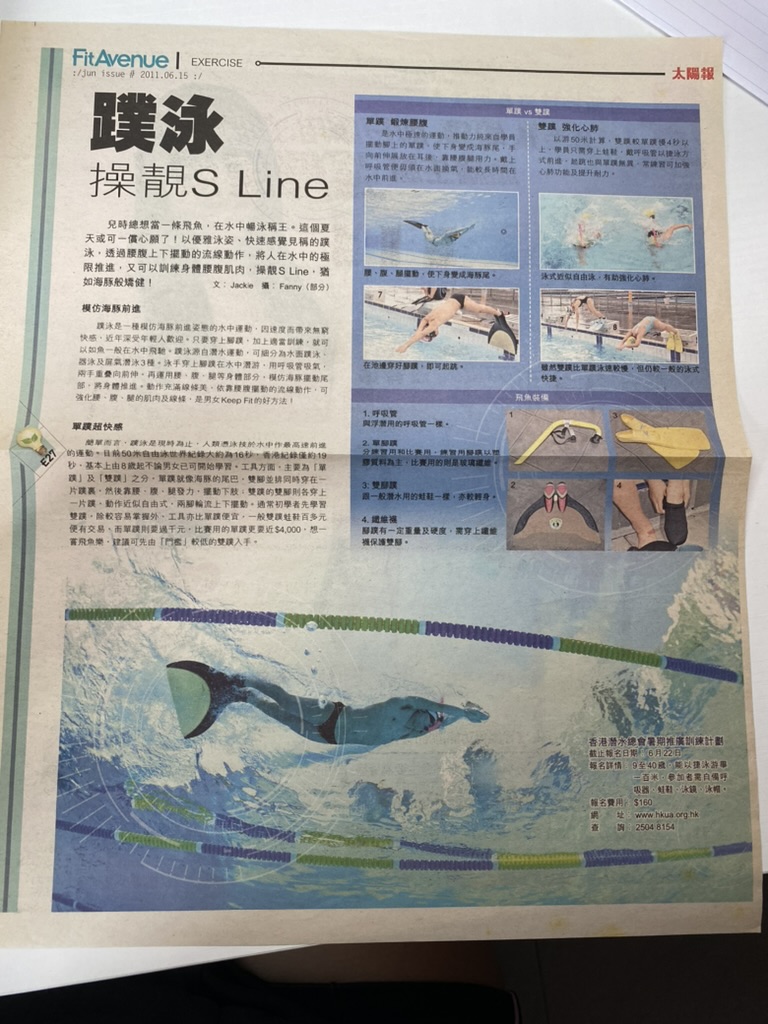 FitAvenue
EXERCISE
:/jun issue # 2011.06.15 :/
太陽報
蹼泳
操靚S Line
兒時總想當一條飛魚，在水中暢泳稱王。這個夏
天或可一償心願了！以優雅泳姿、快速感覺見稱的蹼
泳，透過腰腹上下擺動的流線動作，將人在水中的極
限推進，又可以訓練身體腰腹肌肉，操靚S Line，猶
如海豚般矯健！
文：Jackie 攝：Fanny（部分）
模仿海豚前進
蹼泳是一種模仿海豚前進姿態的水中運動，因速度而帶來無窮
快感，近年深受年輕人歡迎。只要穿上腳蹼，加上適當訓練，就可
以如魚一般在水中飛馳。蹼泳源自潛水運動，可細分為水面蹼泳、
器泳及屏氣潛泳3種。泳手穿上腳蹼在水中潛游，用呼吸管吸氣，
兩手重疊向前伸。再運用腰、腹、腿等身體部分，模仿海豚擺動尾
部，將身體推進。動作充滿線條美，依靠腰腹擺動的流線動作，可
強化腰、腹、腿的肌肉及線條，是男女Keep Fit的好方法！
單蹼超快感
簡單而言，蹼泳是現時為止，人類憑泳技於水中作最高速前進
的運動。目前50米自由泳世界紀錄大約為16秒，香港紀錄僅約19
秒，基本上由8歲起不論男女已可開始學習。工具方面，主要為「單
蹼」及「雙蹼」之分，單蹼就像海豚的尾巴，雙腳並排同時穿在一
片蹼裏，然後靠腰、腹、腿發力，擺動下肢；雙蹼的雙腳則各穿上
一片蹼，動作近似自由式，兩腳輪流上下擺動。通常初學者先學習
雙蹼，除較容易掌握外，工具亦比單蹼便宜，一般雙蹼蛙鞋百多元
便有交易，而單蹼則要過千元；比賽用的單蹼更要近$4,000。想一
嘗飛魚樂，建議可先由「門檻」較低的雙蹼入手。
E27
單蹼 vs 雙蹼
單蹼 鍛煉腰腹
是水中極速的運動，推動力純來自學員
擺動腳上的單蹼，使下身變成海豚尾，手
向前伸展放在耳後，靠腰腹腿用力。戴上
呼吸管便毋須在水面換氣，能較長時間在
水中前進。
腰、腹、腿擺動，使下身變成海豚尾。
7
在池邊穿好腳蹼，即可起跳。
雙蹼 強化心肺
以游50米計算，雙蹼較單蹼慢4秒以
上。學員只需穿上蛙鞋，戴呼吸管以捷泳方
式前進，起跳也與單蹼無異，常練習可加強
心肺功能及提升耐力。
泳式近似自由泳，有助強化心肺。
雖然雙蹼比單蹼泳速較慢，但仍較一般的泳式
快捷。
飛魚裝備
1. 呼吸管
與浮潛用的呼吸管一樣。
2. 單腳蹼
分練習用和比賽用，練習用腳蹼以塑
膠質料為主，比賽用的則是玻璃纖維。
3. 雙腳蹼
跟一般潛水用的蛙鞋一樣，亦較輕身。
4. 纖維襪
腳蹼有一定重量及硬度，需穿上纖維
襪保護雙腳。
1
3
2
4
香港潛水總會暑期推廣訓練計劃
截止報名日期：6月22日
報名詳情：9至40歲，能以捷泳游畢
一百米，參加者需自備呼
吸器、蛙鞋、泳鏡、泳帽。
報名費用：$160
網 址：www.hkua.org.hk
查 詢：2504 8154